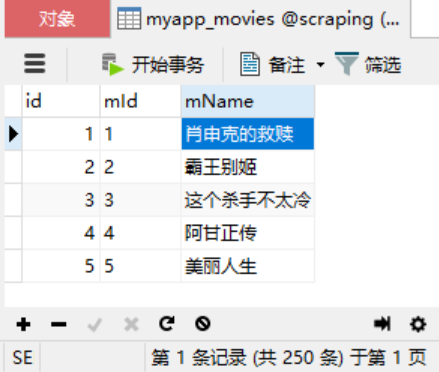 对象 myapp_movies @scraping (...
开始事务 备注 筛选
id mId mName
1 1 肖申克的救赎
2 2 霸王别姬
3 3 这个杀手不太冷
4 4 阿甘正传
5 5 美丽人生
SE 第 1 条记录 (共 250 条) 于第 1 页